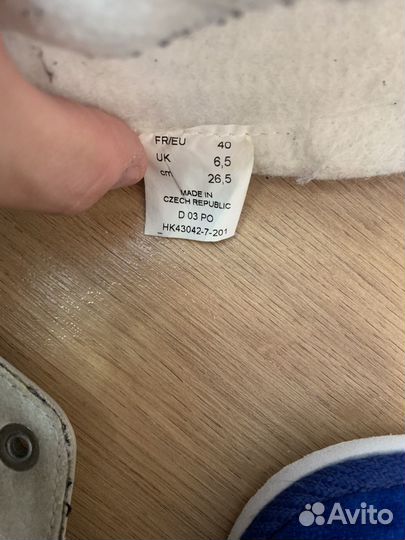 FR/EU 40
UK 6,5
cm 26,5
MADE IN
CZECH REPUBLIC
D 03 PO
HK43042-7-201
Avito